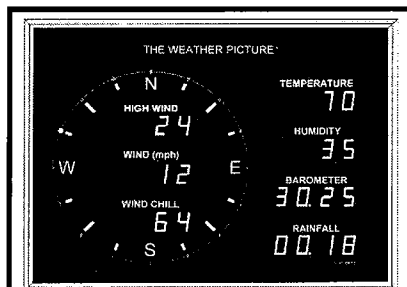 THE WEATHER PICTURE
N
HIGH WIND
24
WIND (mph)
12
W
E
WIND CHILL
64
S
TEMPERATURE
70
HUMIDITY
35
BAROMETER
30.25
RAINFALL
00.18